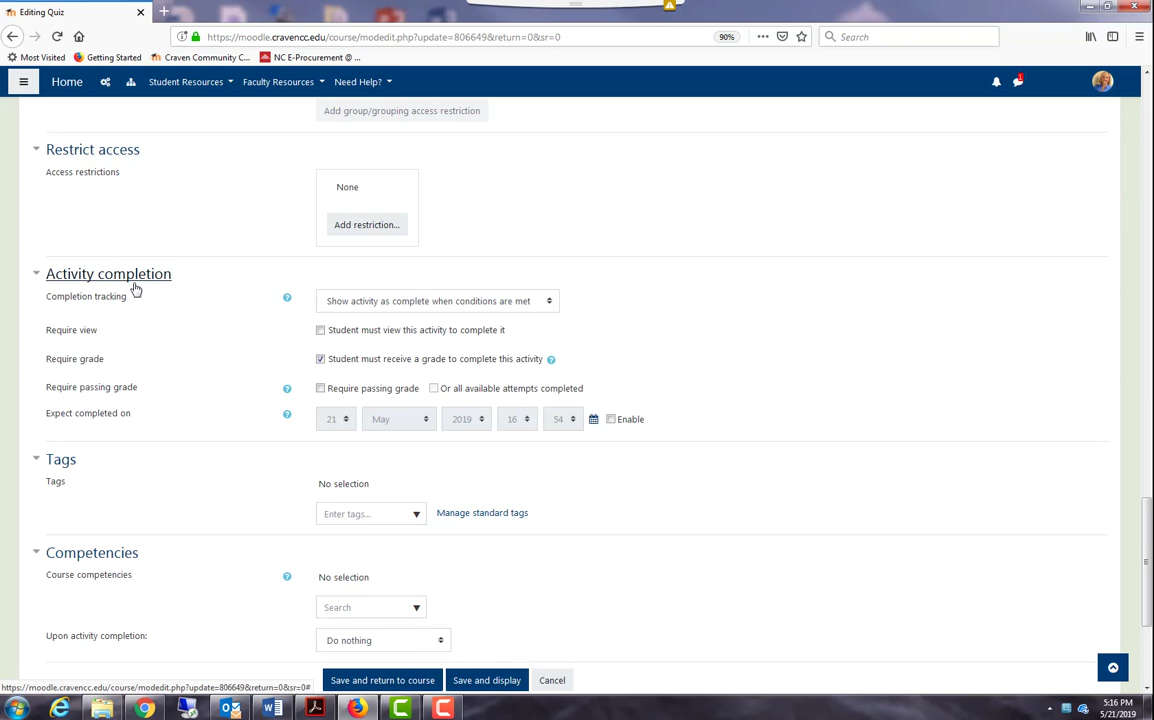 Editing Quiz
https://moodle.cravencc.edu/course/modedit.php?update=806649&return=0&sr=0
90%
Search
Most Visited
Getting Started
Craven Community C...
NC E-Procurement @ ...
Home
Student Resources
Faculty Resources
Need Help?
1
Add group/grouping access restriction
Restrict access
Access restrictions
None
Add restriction...
Activity completion
Completion tracking
Show activity as complete when conditions are met
Require view
Student must view this activity to complete it
Require grade
Student must receive a grade to complete this activity
Require passing grade
Require passing grade
Or all available attempts completed
Expect completed on
21 May 2019 16 54
Enable
Tags
Tags
No selection
Enter tags...
Manage standard tags
Competencies
Course competencies
No selection
Search
Upon activity completion:
Do nothing
Save and return to course
Save and display
Cancel
https://moodle.cravencc.edu/course/modedit.php?update=806649&return=0&sr=0#
5:16 PM
5/21/2019